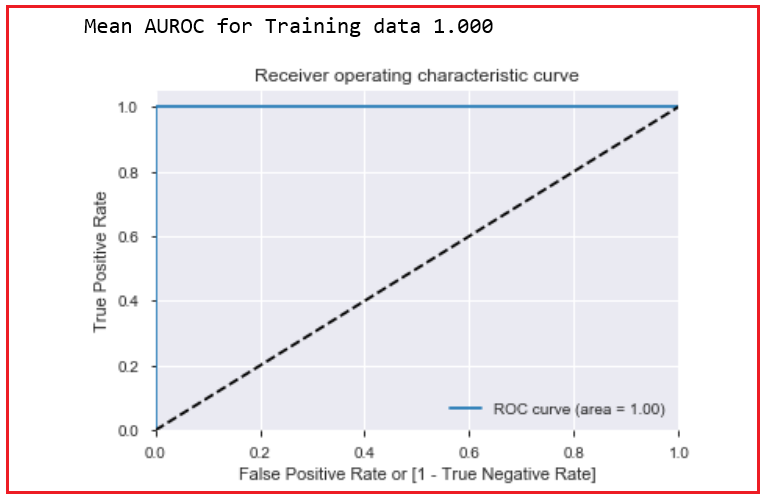 Mean AUROC for Training data 1.000
Receiver operating characteristic curve
1.0
0.8
0.6
0.4
0.2
0.0
True Positive Rate
ROC curve (area = 1.00)
0.0 0.2 0.4 0.6 0.8 1.0
False Positive Rate or [1 - True Negative Rate]